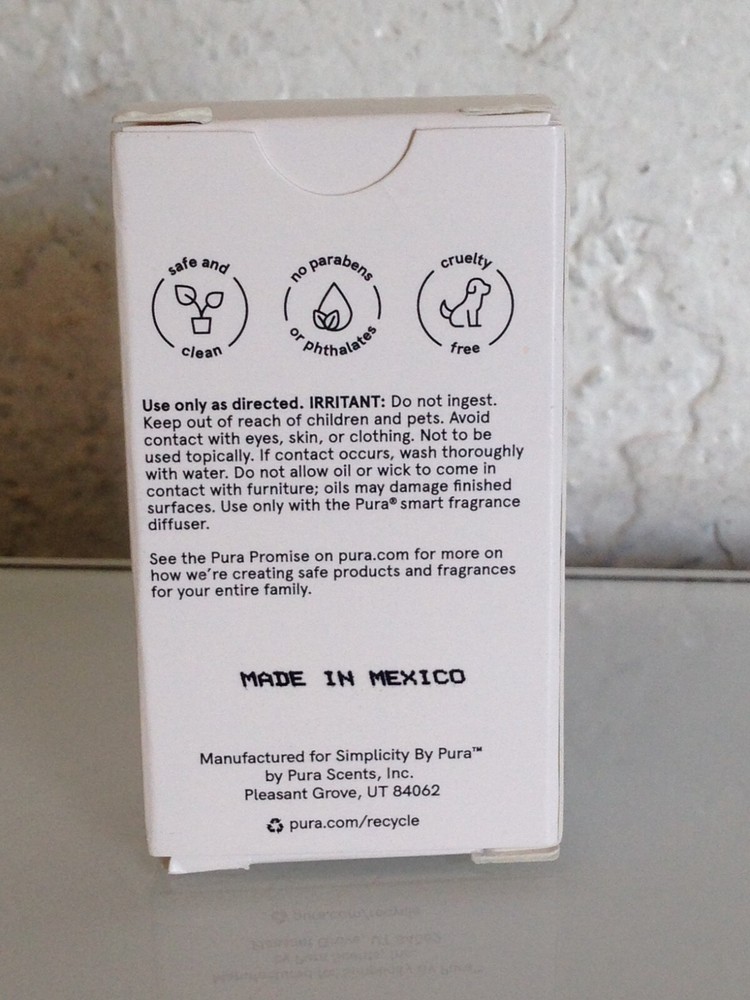 safe and
clean
no parabens
or phthalates
cruelty
free
Use only as directed. IRRITANT: Do not ingest.
Keep out of reach of children and pets. Avoid
contact with eyes, skin, or clothing. Not to be
used topically. If contact occurs, wash thoroughly
with water. Do not allow oil or wick to come in
contact with furniture; oils may damage finished
surfaces. Use only with the Pura® smart fragrance
diffuser.
See the Pura Promise on pura.com for more on
how we're creating safe products and fragrances
for your entire family.
MADE IN MEXICO
Manufactured for Simplicity By Pura™
by Pura Scents, Inc.
Pleasant Grove, UT 84062
pura.com/recycle